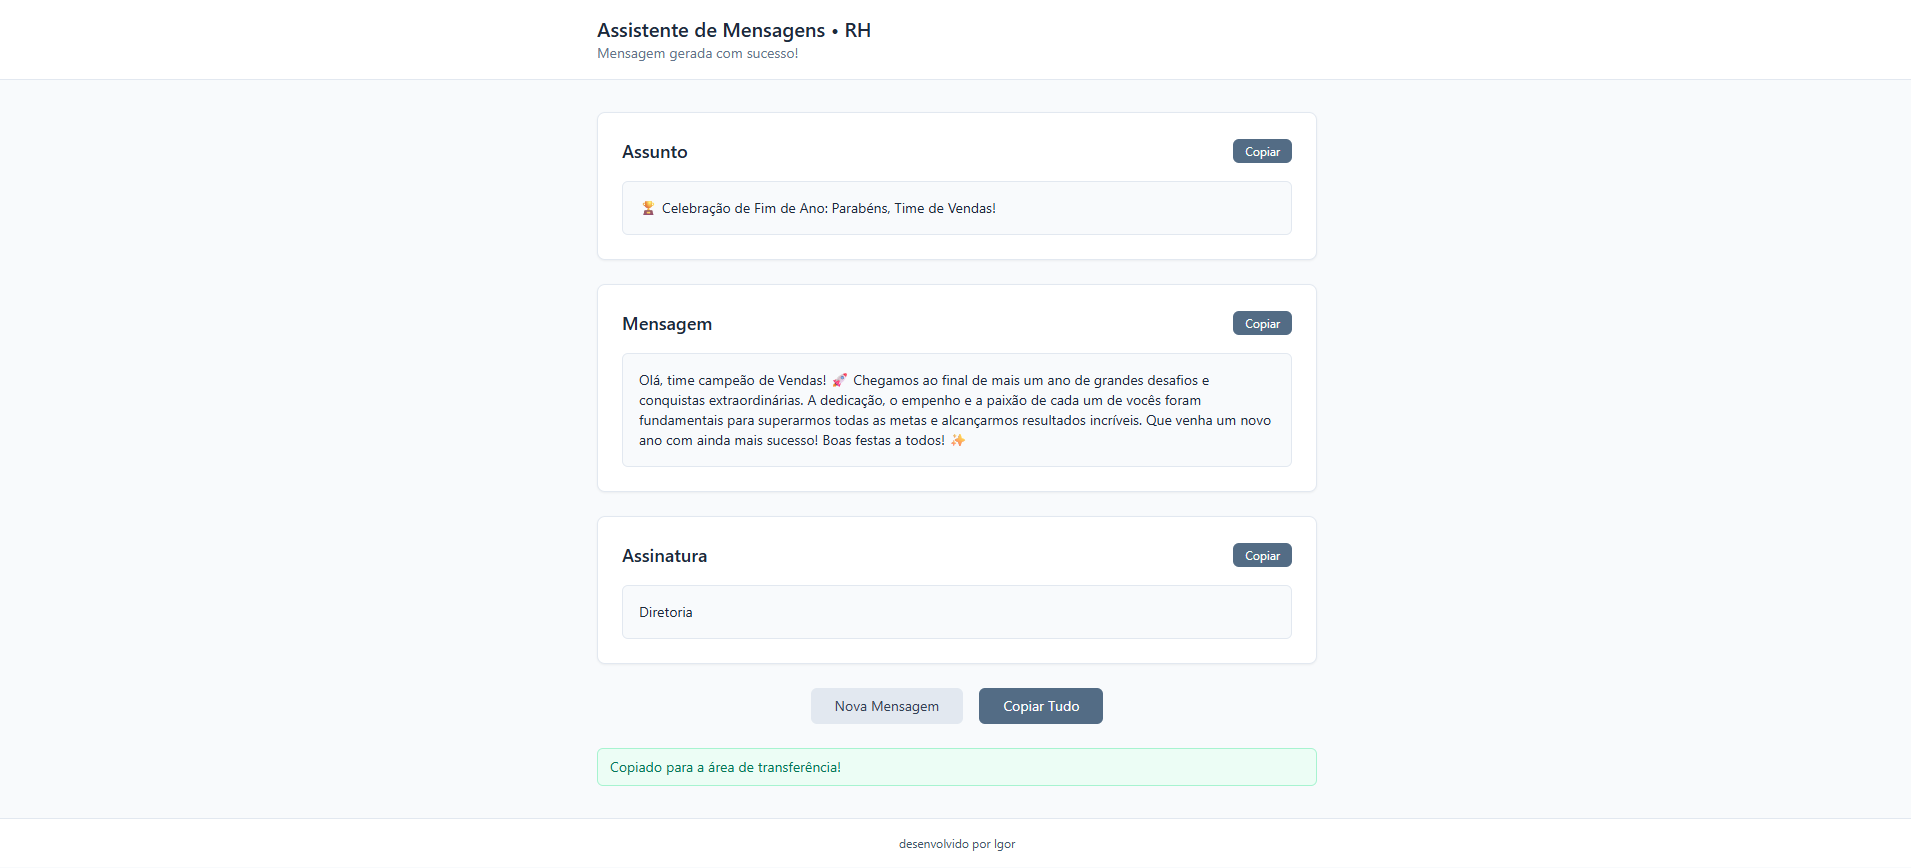 Assistente de Mensagens • RH
Mensagem gerada com sucesso!
Assunto
Copiar
🏆 Celebração de Fim de Ano: Parabéns, Time de Vendas!
Mensagem
Copiar
Olá, time campeão de Vendas! 🚀 Chegamos ao final de mais um ano de grandes desafios e
conquistas extraordinárias. A dedicação, o empenho e a paixão de cada um de vocês foram
fundamentais para superarmos todas as metas e alcançarmos resultados incríveis. Que venha um novo
ano com ainda mais sucesso! Boas festas a todos! ✨
Assinatura
Copiar
Diretoria
Nova Mensagem
Copiar Tudo
Copiado para a área de transferência!
desenvolvido por Igor